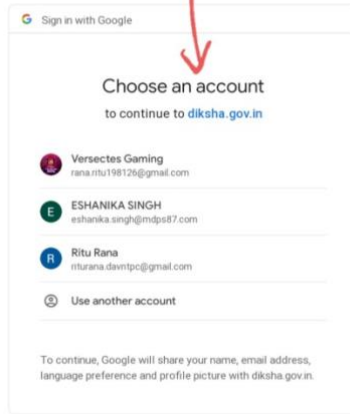 Sign in with Google
Choose an account
to continue to diksha.gov.in
Versectes Gaming
rana.ritu198126@gmail.com
E
ESHANIKA SINGH
eshanika.singh@mdps87.com
R
Ritu Rana
riturana.davntpc@gmail.com
Use another account
To continue, Google will share your name, email address,
language preference and profile picture with diksha.gov.in.